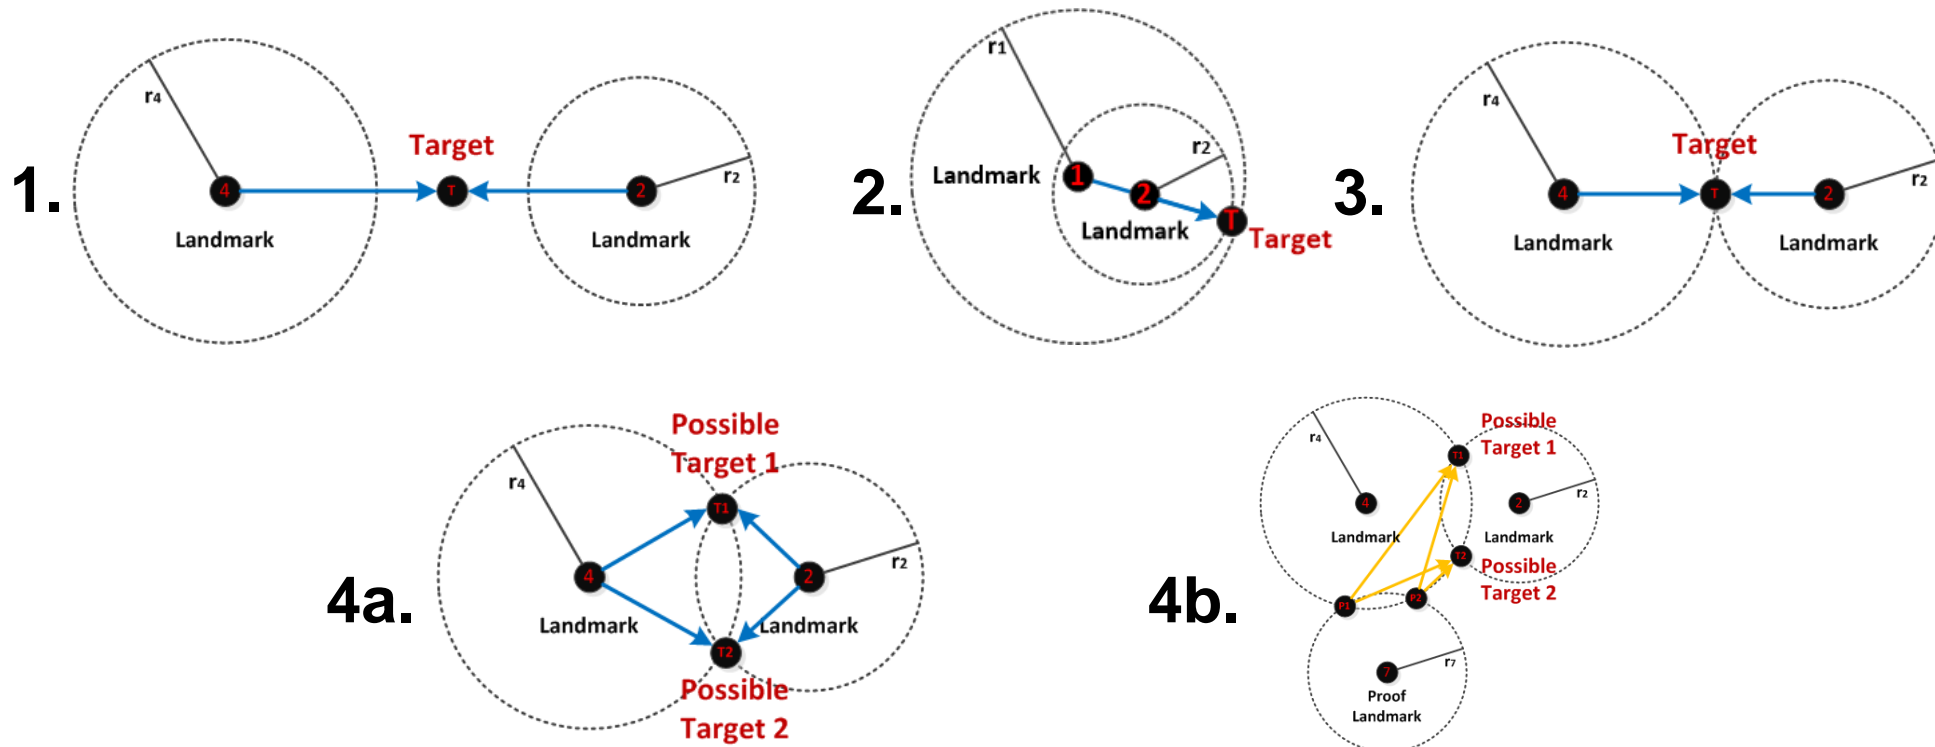 1.
r4
4
Landmark
Target
T
2
r2
Landmark
2.
r1
Landmark
1
r2
2
Landmark
T
Target
3.
r4
4
Landmark
Target
T
2
r2
Landmark
4a.
r4
4
Landmark
Possible
Target 1
T1
2
r2
Landmark
T2
Possible
Target 2
4b.
r4
4
Landmark
Possible
Target 1
T1
2
r2
Landmark
T2
Possible
Target 2
P1
P2
7
r7
Proof
Landmark